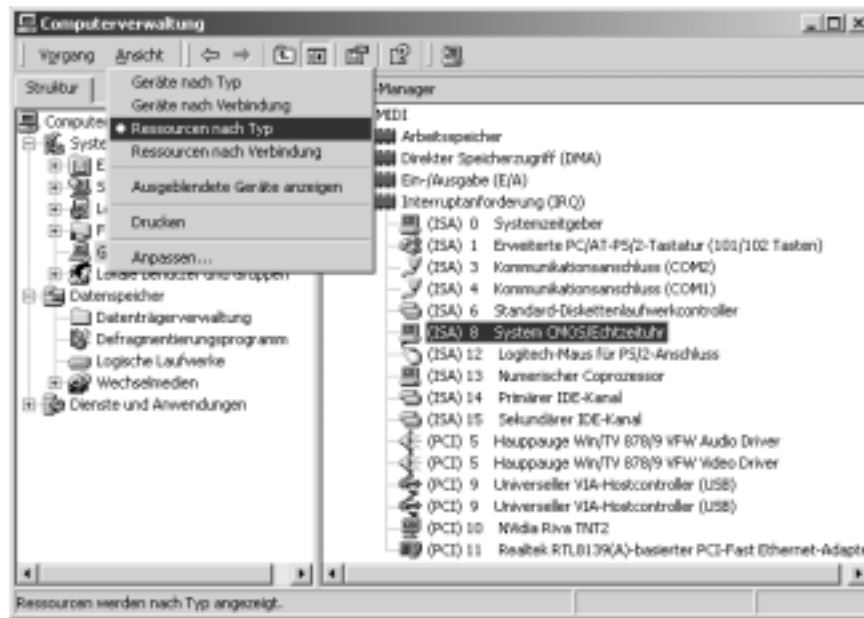 Computerverwaltung
Vorgang Ansicht
Struktur
-Manager
Geräte nach Typ
Geräte nach Verbindung
Ressourcen nach Typ
Ressourcen nach Verbindung
Ausgeblendete Geräte anzeigen
Drucken
Anpassen...
Compute
Syste
E
S
L
F
G
Lokale Benutzer und Gruppen
Datenspeicher
Datenträgerverwaltung
Defragmentierungsprogramm
Logische Laufwerke
Wechselmedien
Dienste und Anwendungen
MIDI
Arbeitsspeicher
Direkter Speicherzugriff (DMA)
Ein-/Ausgabe (E/A)
Interruptanforderung (IRQ)
(ISA) 0 Systemzeitgeber
(ISA) 1 Erweiterte PC/AT-PS/2-Tastatur (101/102 Tasten)
(ISA) 3 Kommunikationsanschluss (COM2)
(ISA) 4 Kommunikationsanschluss (COM1)
(ISA) 6 Standard-Diskettenlaufwerkcontroller
(ISA) 8 System CMOS/Echtzeituhr
(ISA) 12 Logitech-Maus für PS/2-Anschluss
(ISA) 13 Numerischer Coprozessor
(ISA) 14 Primärer IDE-Kanal
(ISA) 15 Sekundärer IDE-Kanal
(PCI) 5 Hauppauge Win/TV 878/9 VFW Audio Driver
(PCI) 5 Hauppauge Win/TV 878/9 VFW Video Driver
(PCI) 9 Universeller VIA-Hostcontroller (USB)
(PCI) 9 Universeller VIA-Hostcontroller (USB)
(PCI) 10 NVidia Riva TNT2
(PCI) 11 Realtek RTL8139(A)-basierter PCI-Fast Ethernet-Adapte
Ressourcen werden nach Typ angezeigt.